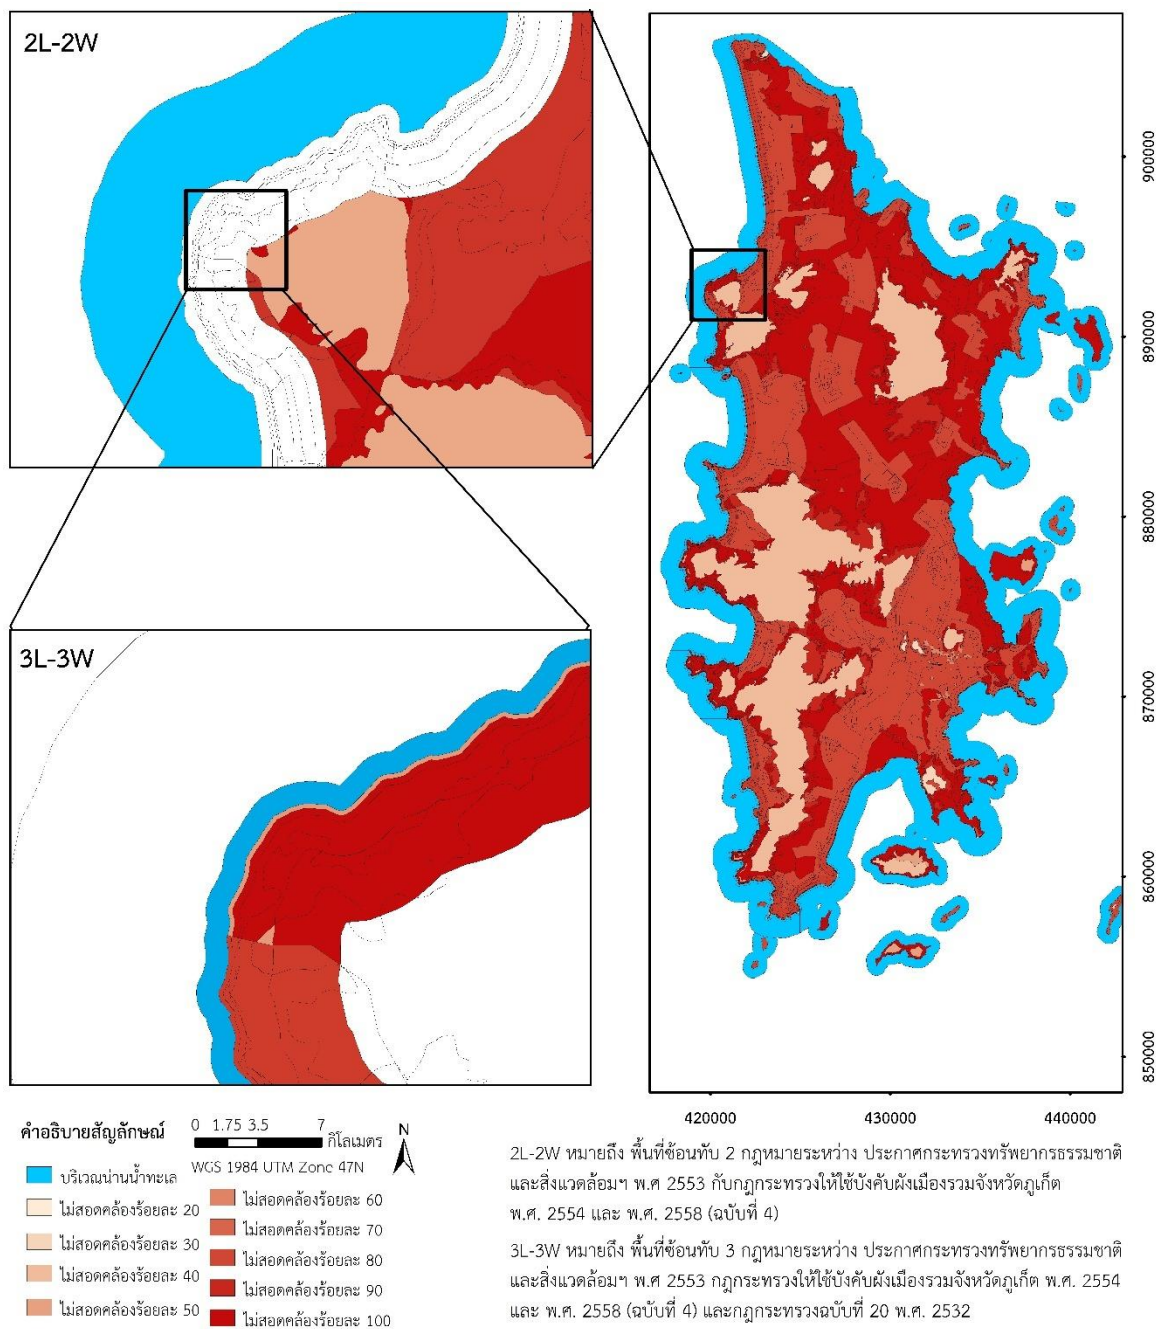 2L-2W
3L-3W
900000
890000
880000
870000
860000
850000
420000
430000
440000
คำอธิบายสัญลักษณ์
0 1.75 3.5 7
กิโลเมตร
N
WGS 1984 UTM Zone 47N
บริเวณน่านน้ำทะเล
ไม่สอดคล้องร้อยละ 20
ไม่สอดคล้องร้อยละ 30
ไม่สอดคล้องร้อยละ 40
ไม่สอดคล้องร้อยละ 50
ไม่สอดคล้องร้อยละ 60
ไม่สอดคล้องร้อยละ 70
ไม่สอดคล้องร้อยละ 80
ไม่สอดคล้องร้อยละ 90
ไม่สอดคล้องร้อยละ 100
2L-2W หมายถึง พื้นที่ซ้อนทับ 2 กฎหมายระหว่าง ประกาศกระทรวงทรัพยากรธรรมชาติ
และสิ่งแวดล้อมฯ พ.ศ 2553 กับกฎกระทรวงให้ใช้บังคับผังเมืองรวมจังหวัดภูเก็ต
พ.ศ. 2554 และ พ.ศ. 2558 (ฉบับที่ 4)
3L-3W หมายถึง พื้นที่ซ้อนทับ 3 กฎหมายระหว่าง ประกาศกระทรวงทรัพยากรธรรมชาติ
และสิ่งแวดล้อมฯ พ.ศ 2553 กฎกระทรวงให้ใช้บังคับผังเมืองรวมจังหวัดภูเก็ต พ.ศ. 2554
และ พ.ศ. 2558 (ฉบับที่ 4) และกฎกระทรวงฉบับที่ 20 พ.ศ. 2532